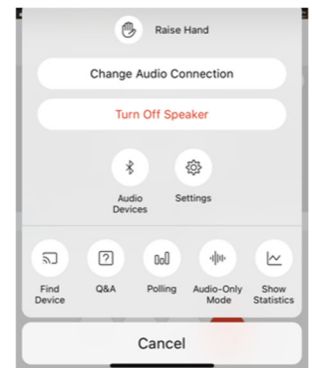 Raise Hand
Change Audio Connection
Turn Off Speaker
Audio
Devices
Settings
Find
Device
Q&A
Polling
Audio-Only
Mode
Show
Statistics
Cancel